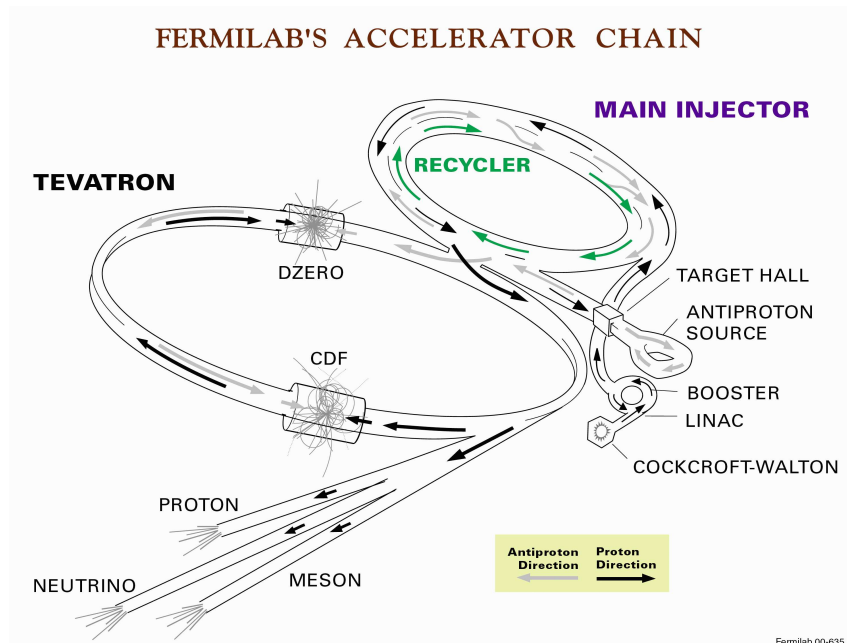 FERMILAB'S ACCELERATOR CHAIN
MAIN INJECTOR
RECYCLER
TEVATRON
DZERO
TARGET HALL
ANTIPROTON
SOURCE
CDF
BOOSTER
LINAC
COCKCROFT-WALTON
PROTON
NEUTRINO
MESON
Antiproton
Direction
Proton
Direction
Fermilab 00-635